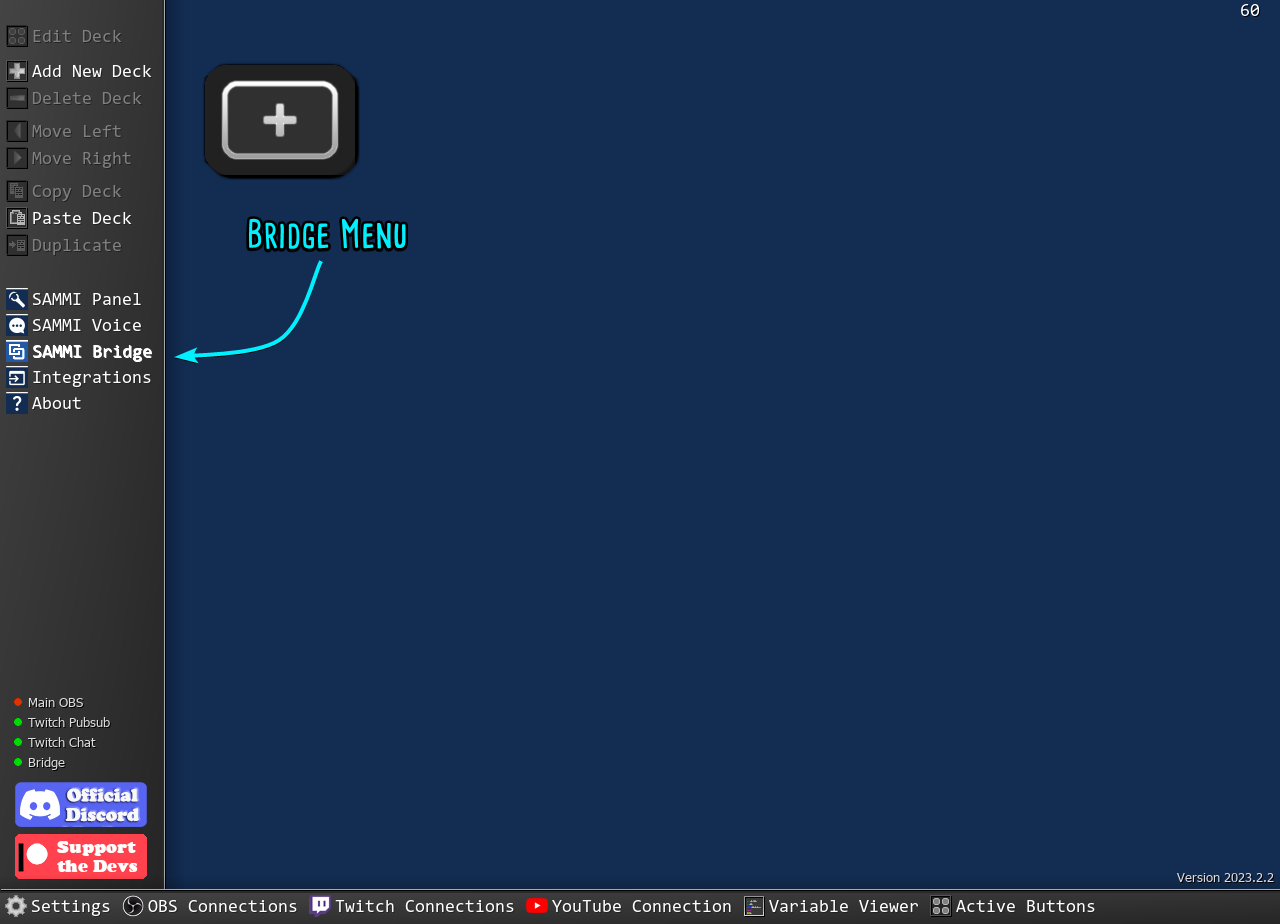 60
Edit Deck
Add New Deck
Delete Deck
Move Left
Move Right
Copy Deck
Paste Deck
Duplicate
SAMMI Panel
SAMMI Voice
SAMMI Bridge
Integrations
? About
Bridge Menu
Main OBS
Twitch Pubsub
Twitch Chat
Bridge
Official
Discord
Support
the Devs
Version 2023.2.2
Settings OBS Connections Twitch Connections YouTube Connection Variable Viewer Active Buttons